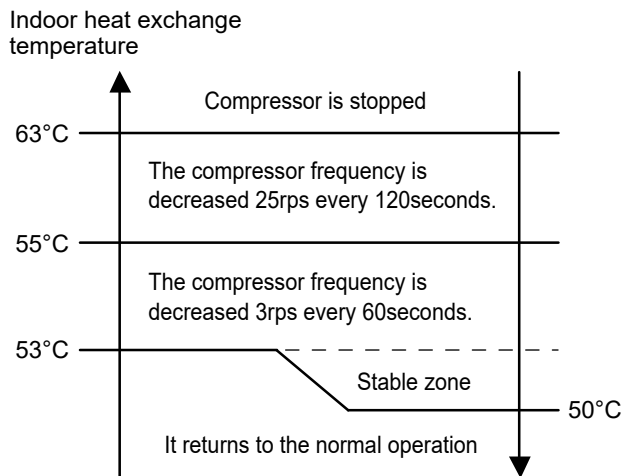 Indoor heat exchange
temperature
Compressor is stopped
63°C
The compressor frequency is
decreased 25rps every 120seconds.
55°C
The compressor frequency is
decreased 3rps every 60seconds.
53°C
Stable zone
50°C
It returns to the normal operation